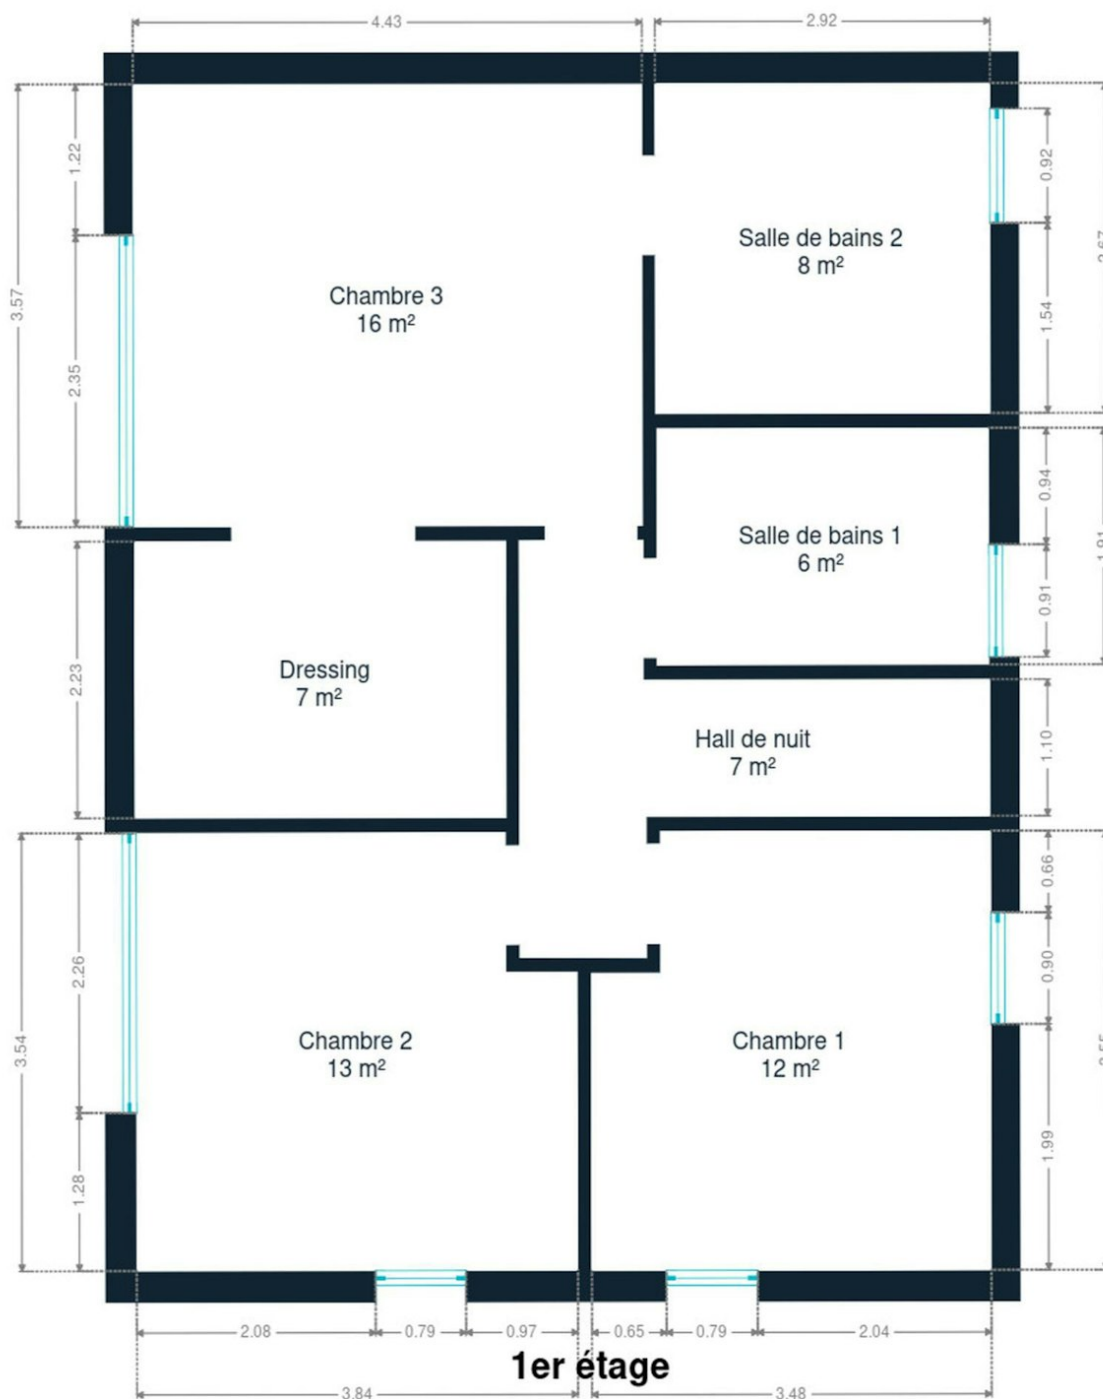 4.43
2.92
1.22
0.92
3.57
2.35
1.54
Salle de bains 2
8 m²
Chambre 3
16 m²
0.94
Salle de bains 1
6 m²
0.91
Dressing
7 m²
2.23
Hall de nuit
7 m²
1.10
0.66
2.26
0.90
3.54
Chambre 2
13 m²
Chambre 1
12 m²
1.99
1.28
2.08
0.79
0.97
0.65
0.79
2.04
1er étage
3.84
3.48